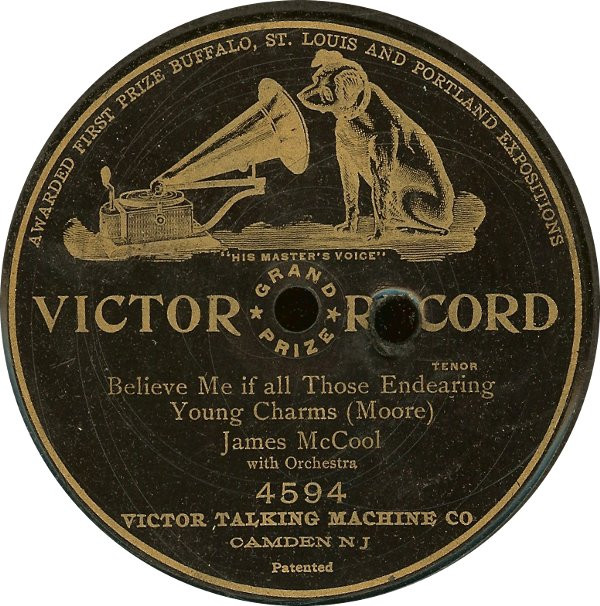 AWARDED FIRST PRIZE BUFFALO, ST. LOUIS AND PORTLAND EXPOSITIONS
"HIS MASTER'S VOICE"
GRAND
VICTOR R CORD
PRIZE
TENOR
Believe Me if all Those Endearing
Young Charms (Moore)
James McCool
with Orchestra
4594
VICTOR TALKING MACHINE CO
CAMDEN N J
Patented